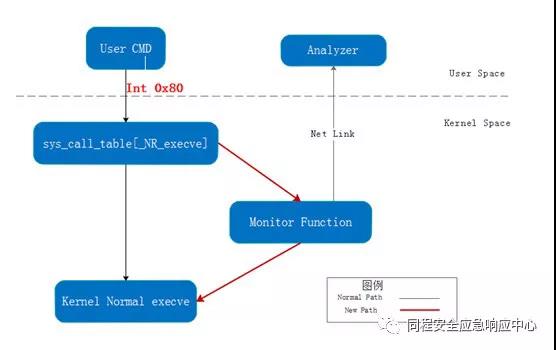 User CMD
Analyzer
Int 0x80
User Space
Kernel Space
sys_call_table[_NR_execve]
Net Link
Monitor Function
Kernel Normal execve
图例
Normal Path
New Path
同程安全应急响应中心